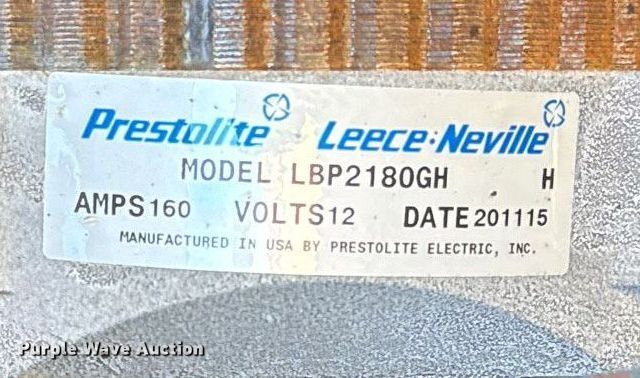 Prestolite Leece·Neville
MODEL LBP2180GH H
AMPS160 VOLTS12 DATE201115
MANUFACTURED IN USA BY PRESTOLITE ELECTRIC, INC.
Purple Wave Auction